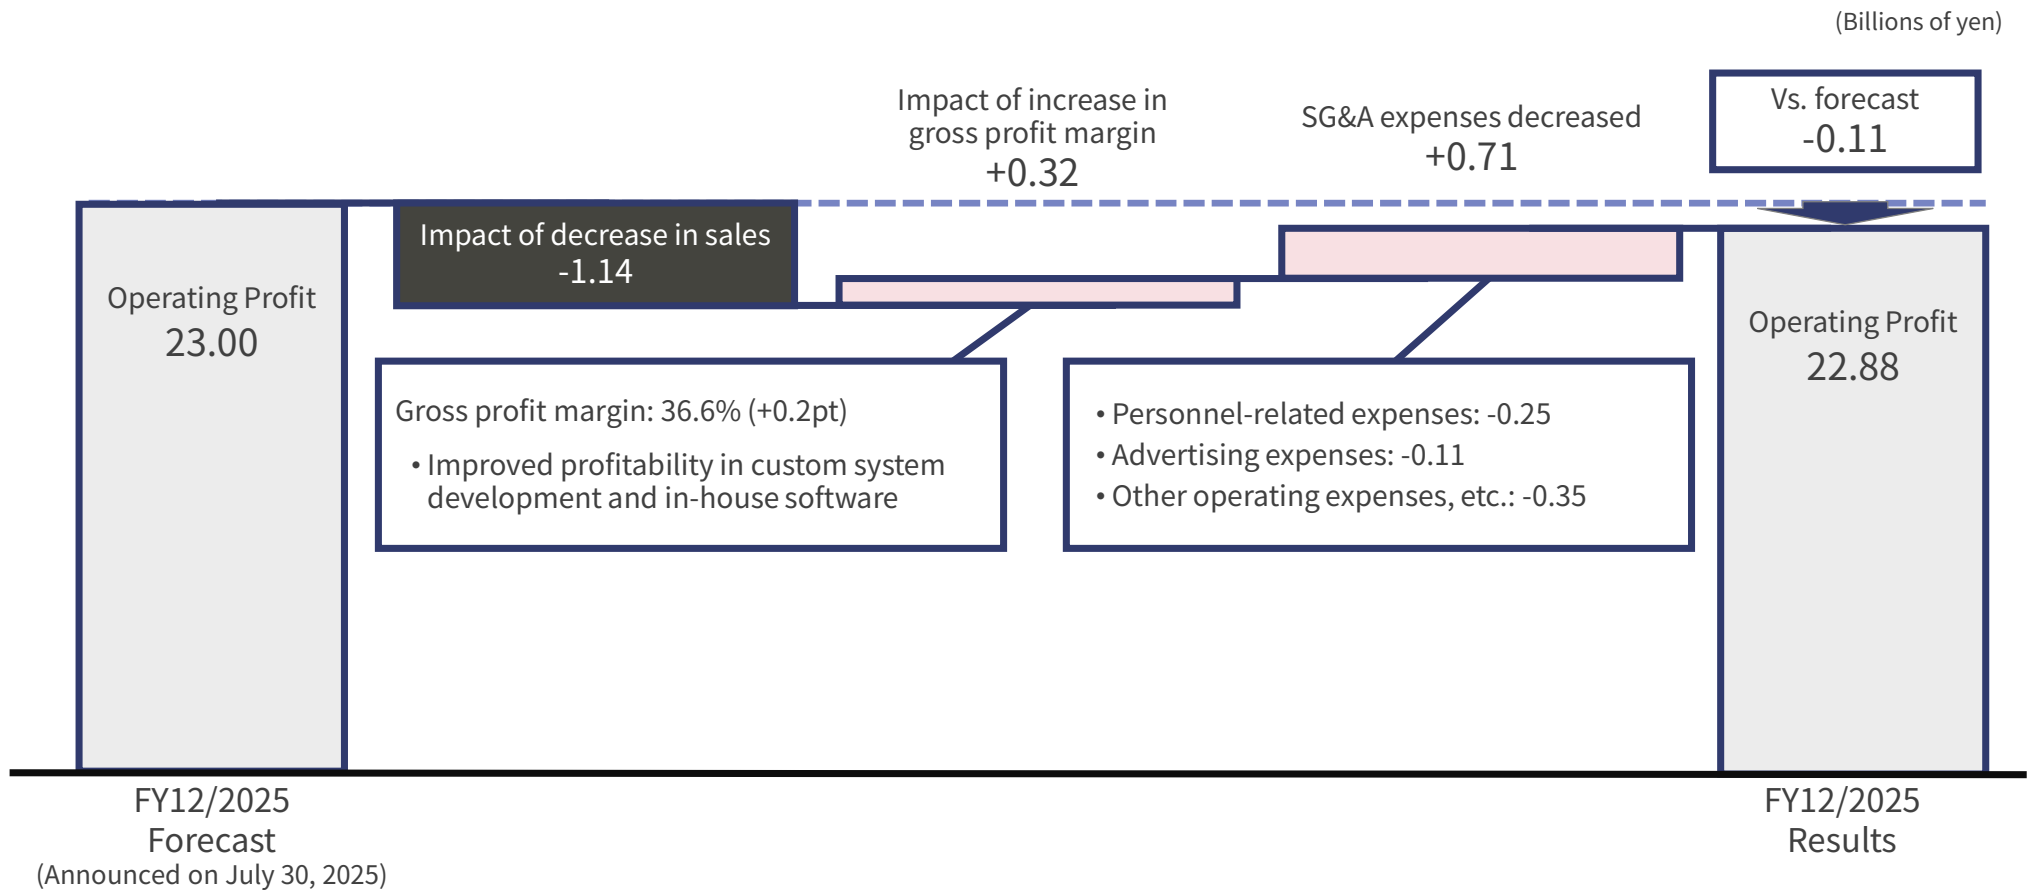 (Billions of yen)
Impact of increase in
gross profit margin
+0.32
SG&A expenses decreased
+0.71
Vs. forecast
-0.11
Operating Profit
23.00
Impact of decrease in sales
-1.14
Operating Profit
22.88
Gross profit margin: 36.6% (+0.2pt)
• Improved profitability in custom system
development and in-house software
• Personnel-related expenses: -0.25
• Advertising expenses: -0.11
• Other operating expenses, etc.: -0.35
FY12/2025
Forecast
(Announced on July 30, 2025)
FY12/2025
Results